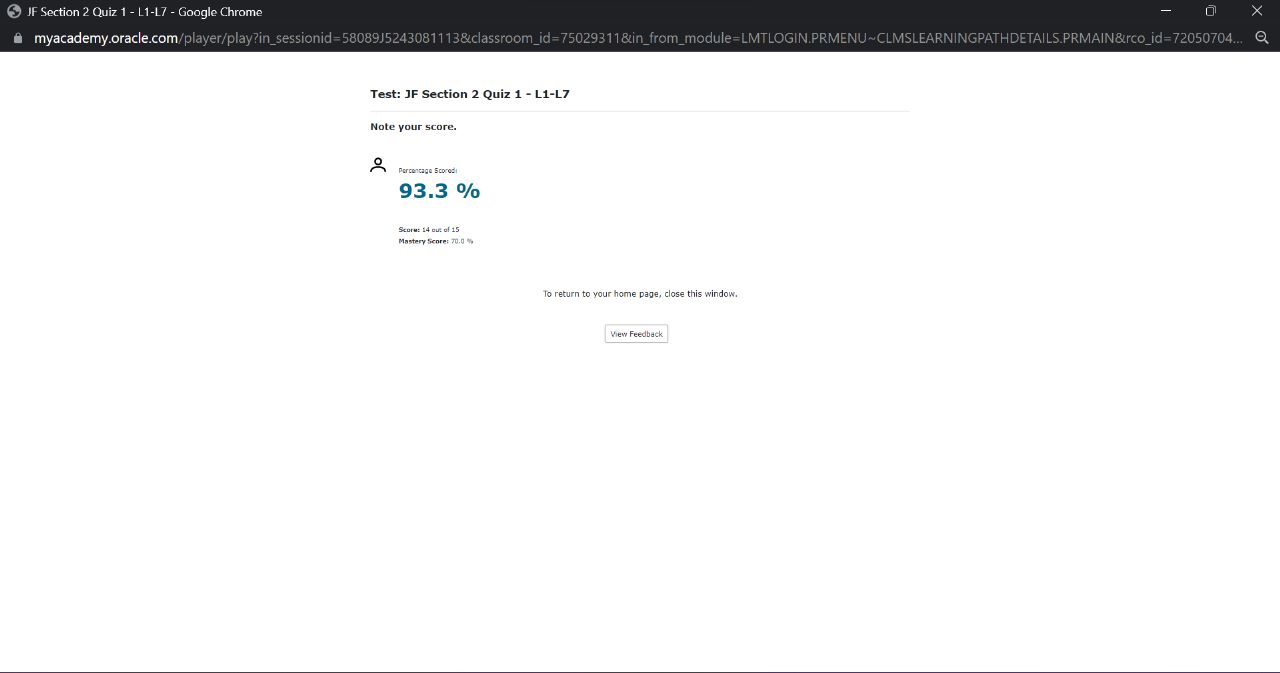 JF Section 2 Quiz 1 - L1-L7 - Google Chrome
myacademy.oracle.com/player/play?in_sessionid=58089J5243081113&classroom_id=75029311&in_from_module=LMTLOGIN.PRMENU~CLMSLEARNINGPATHDETAILS.PRMAIN&rco_id=72050704...
Test: JF Section 2 Quiz 1 - L1-L7
Note your score.
Percentage Scored:
93.3 %
Score: 14 out of 15
Mastery Score: 70.0 %
To return to your home page, close this window.
View Feedback